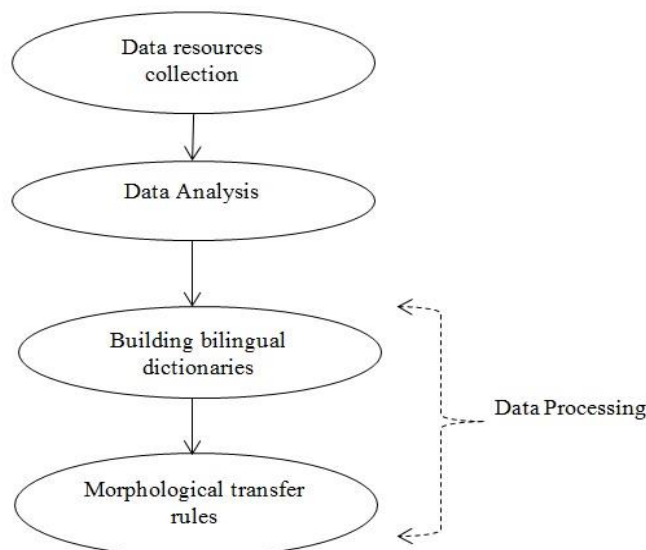 Data resources
collection
Data Analysis
Building bilingual
dictionaries
Data Processing
Morphological transfer
rules